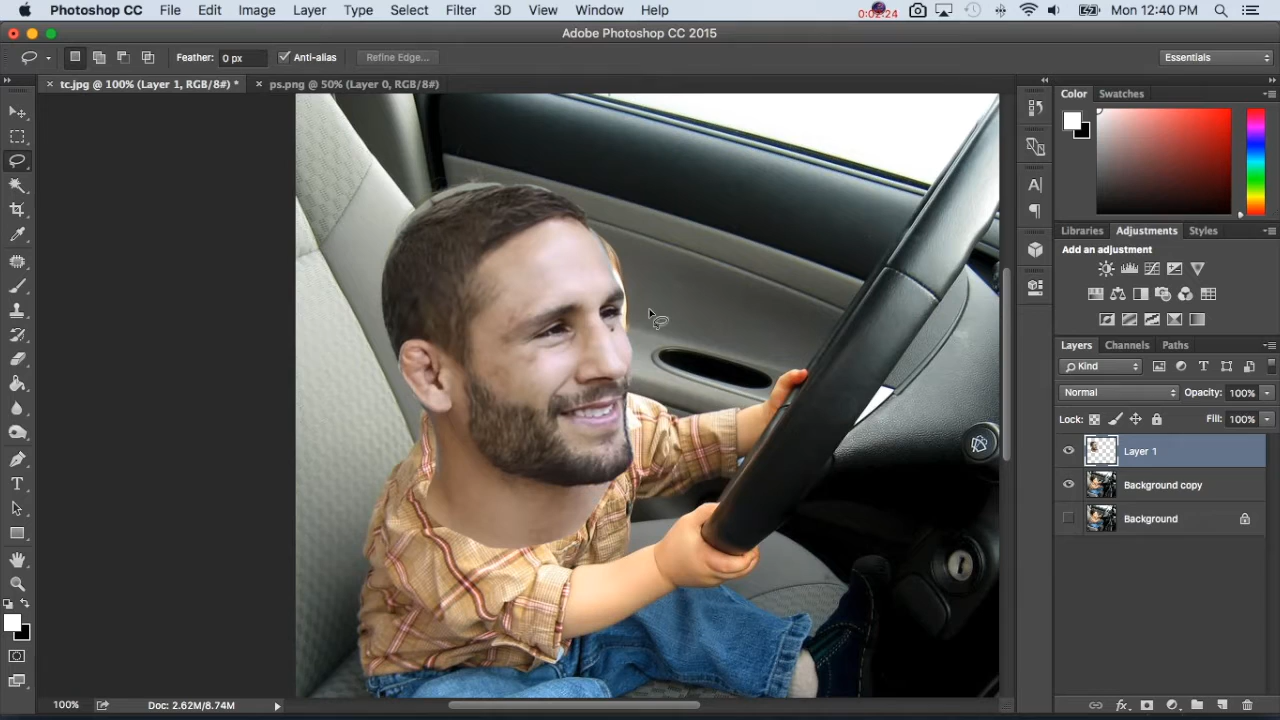 Photoshop CC File Edit Image Layer Type Select Filter 3D View Window Help 0:02:24 Mon 12:40 PM
Adobe Photoshop CC 2015
Feather: 0 px Anti-alias Refine Edge... Essentials
tc.jpg @ 100% (Layer 1, RGB/8#) * ps.png @ 50% (Layer 0, RGB/8#)
Color Swatches
Libraries Adjustments Styles
Add an adjustment
Layers Channels Paths
Kind
Normal Opacity: 100%
Lock: Fill: 100%
Layer 1
Background copy
Background
100% Doc: 2.62M/8.74M